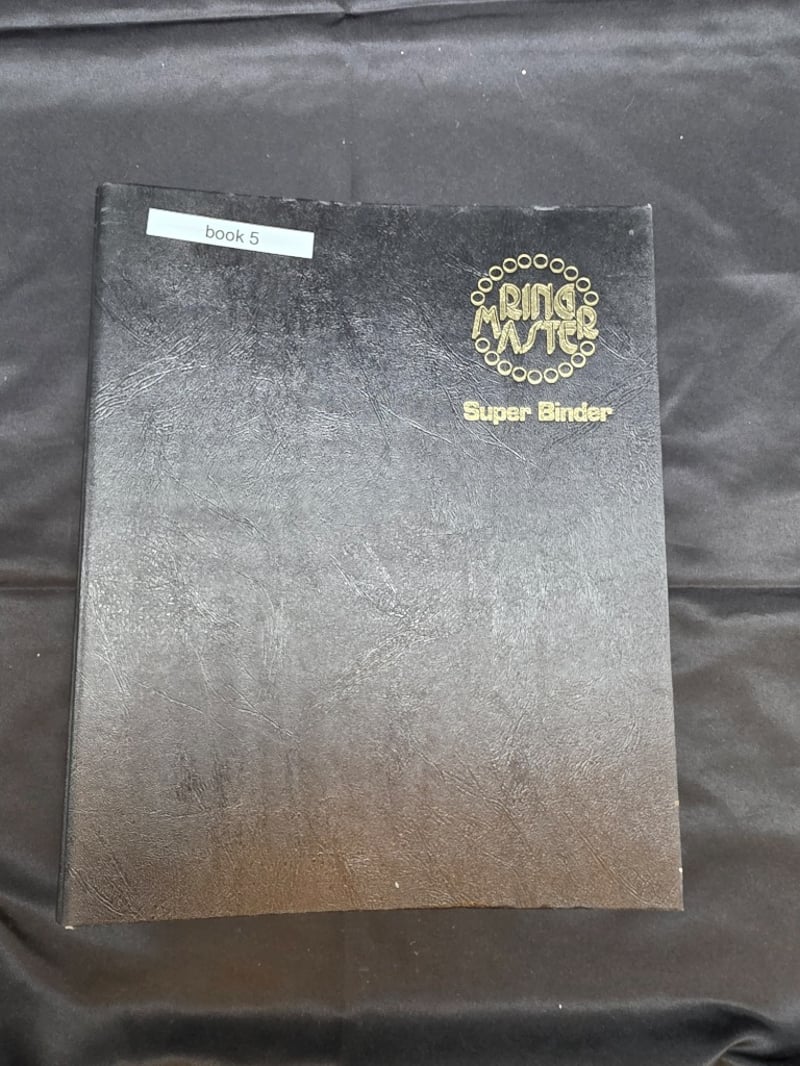 book 5
RING
MASTER
Super Binder